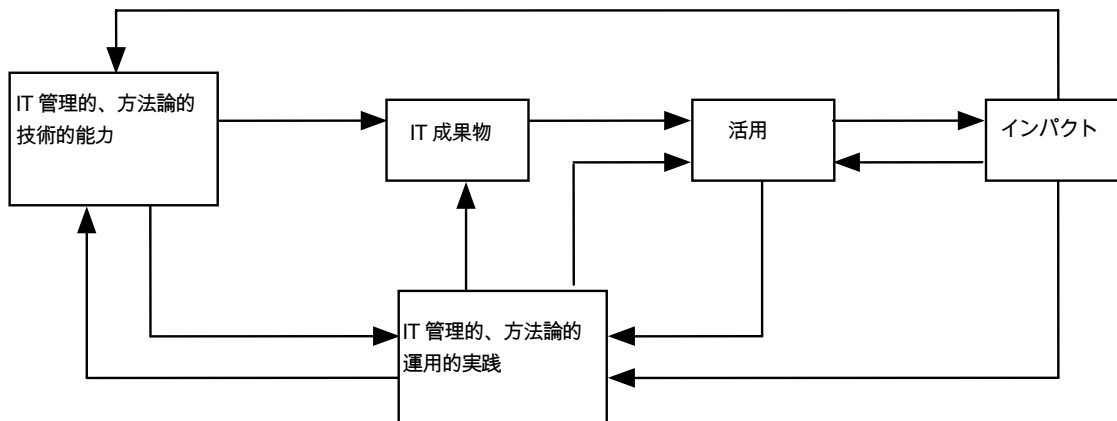 IT 管理的、方法論的
技術的能力
IT 成果物
活用
インパクト
IT 管理的、方法論的
運用的実践